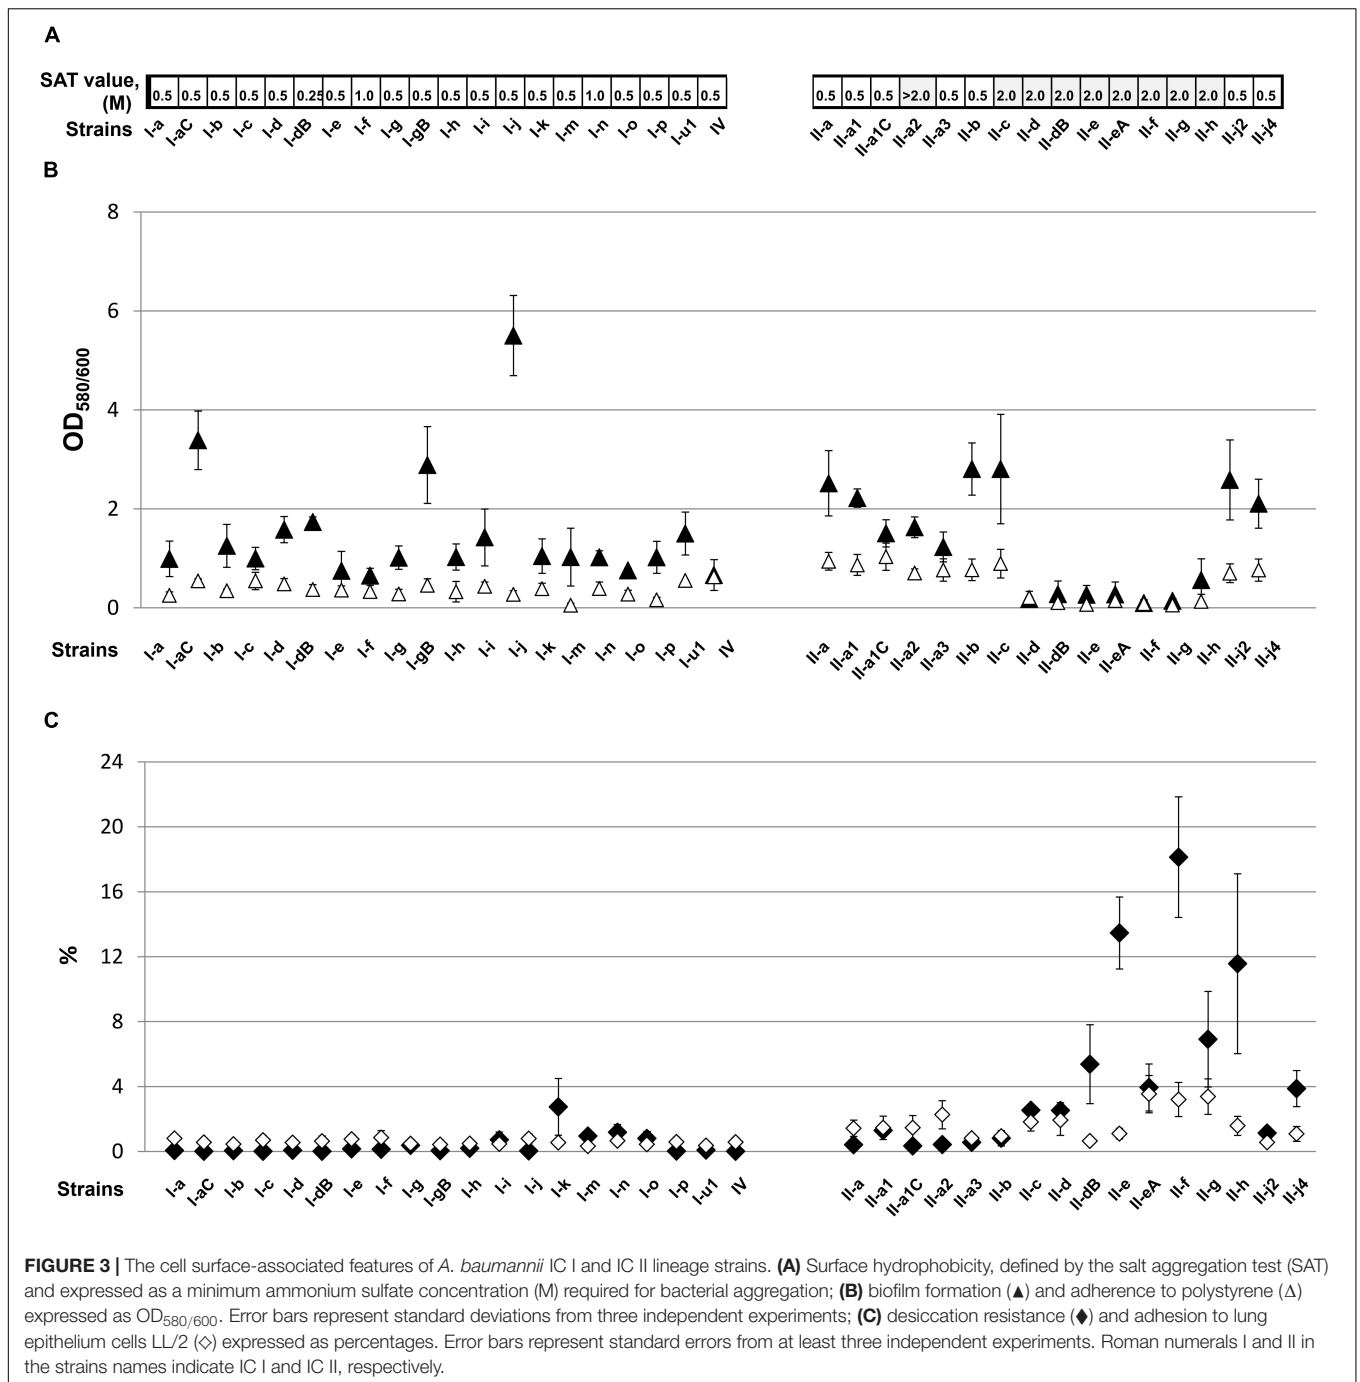 A
SAT value, (M) 0.5 0.5 0.5 0.5 0.5 0.25 0.5 1.0 0.5 0.5 0.5 0.5 0.5 0.5 0.5 1.0 0.5 0.5 0.5 0.5 0.5 0.5 0.5 >2.0 0.5 0.5 2.0 2.0 2.0 2.0 2.0 2.0 2.0 2.0 0.5 0.5
Strains I-a I-aC I-b I-c I-d I-dB I-e I-f I-g I-gB I-h I-i I-j I-k I-m I-n I-o I-p I-u1 IV II-a II-a1 II-a1C II-a2 II-a3 II-b II-c II-d II-dB II-e II-eA II-f II-g II-h II-j2 II-j4
B
OD580/600
8
6
4
2
0
Strains I-a I-aC I-b I-c I-d I-dB I-e I-f I-g I-gB I-h I-i I-j I-k I-m I-n I-o I-p I-u1 IV II-a II-a1 II-a1C II-a2 II-a3 II-b II-c II-d II-dB II-e II-eA II-f II-g II-h II-j2 II-j4
C
%
24
20
16
12
8
4
0
Strains I-a I-aC I-b I-c I-d I-dB I-e I-f I-g I-gB I-h I-i I-j I-k I-m I-n I-o I-p I-u1 IV II-a II-a1 II-a1C II-a2 II-a3 II-b II-c II-d II-dB II-e II-eA II-f II-g II-h II-j2 II-j4
FIGURE 3 | The cell surface-associated features of A. baumannii IC I and IC II lineage strains. (A) Surface hydrophobicity, defined by the salt aggregation test (SAT)
and expressed as a minimum ammonium sulfate concentration (M) required for bacterial aggregation; (B) biofilm formation (▲) and adherence to polystyrene (Δ)
expressed as OD580/600. Error bars represent standard deviations from three independent experiments; (C) desiccation resistance (♦) and adhesion to lung
epithelium cells LL/2 (◇) expressed as percentages. Error bars represent standard errors from at least three independent experiments. Roman numerals I and II in
the strains names indicate IC I and IC II, respectively.